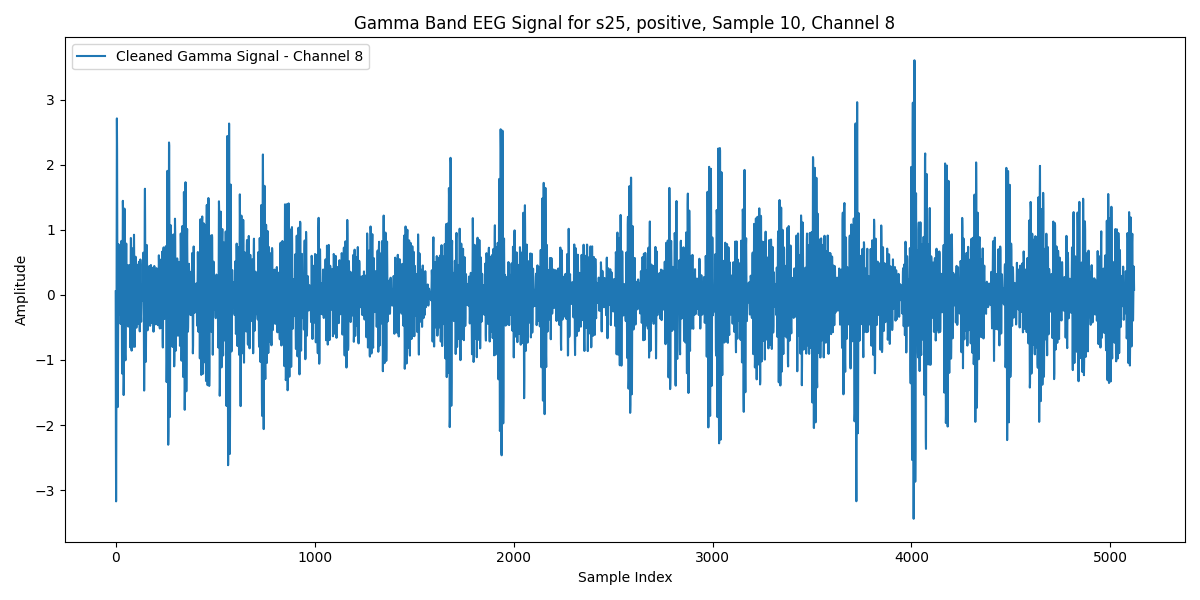 Gamma Band EEG Signal for s25, positive, Sample 10, Channel 8
Cleaned Gamma Signal - Channel 8
Amplitude
3
2
1
0
−1
−2
−3
0 1000 2000 3000 4000 5000
Sample Index